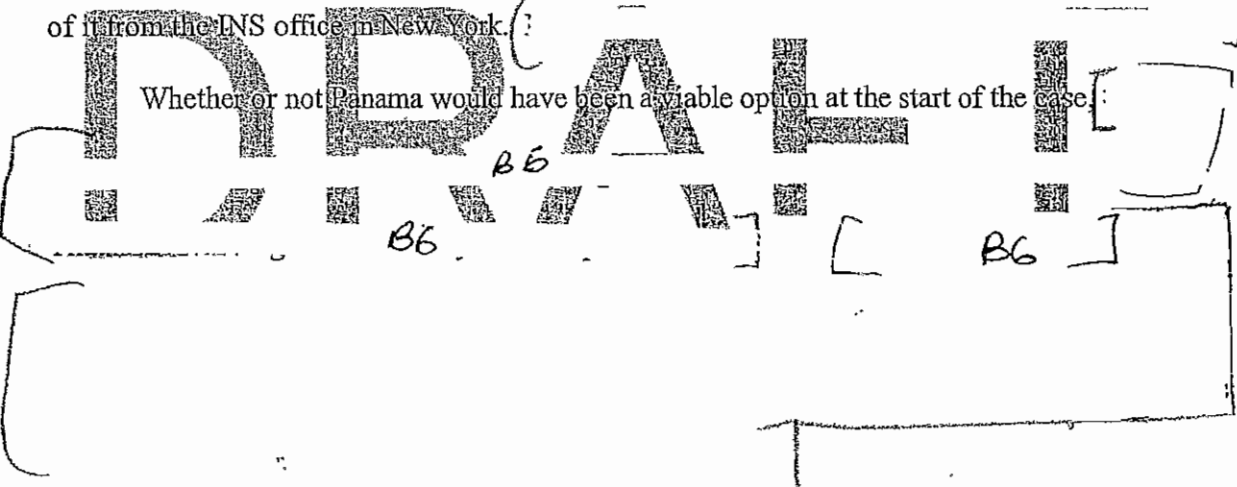 of it from the INS office in New York.
Whether or not Panama would have been a viable option at the start of the case,
DRAFT
B6
B6
B6